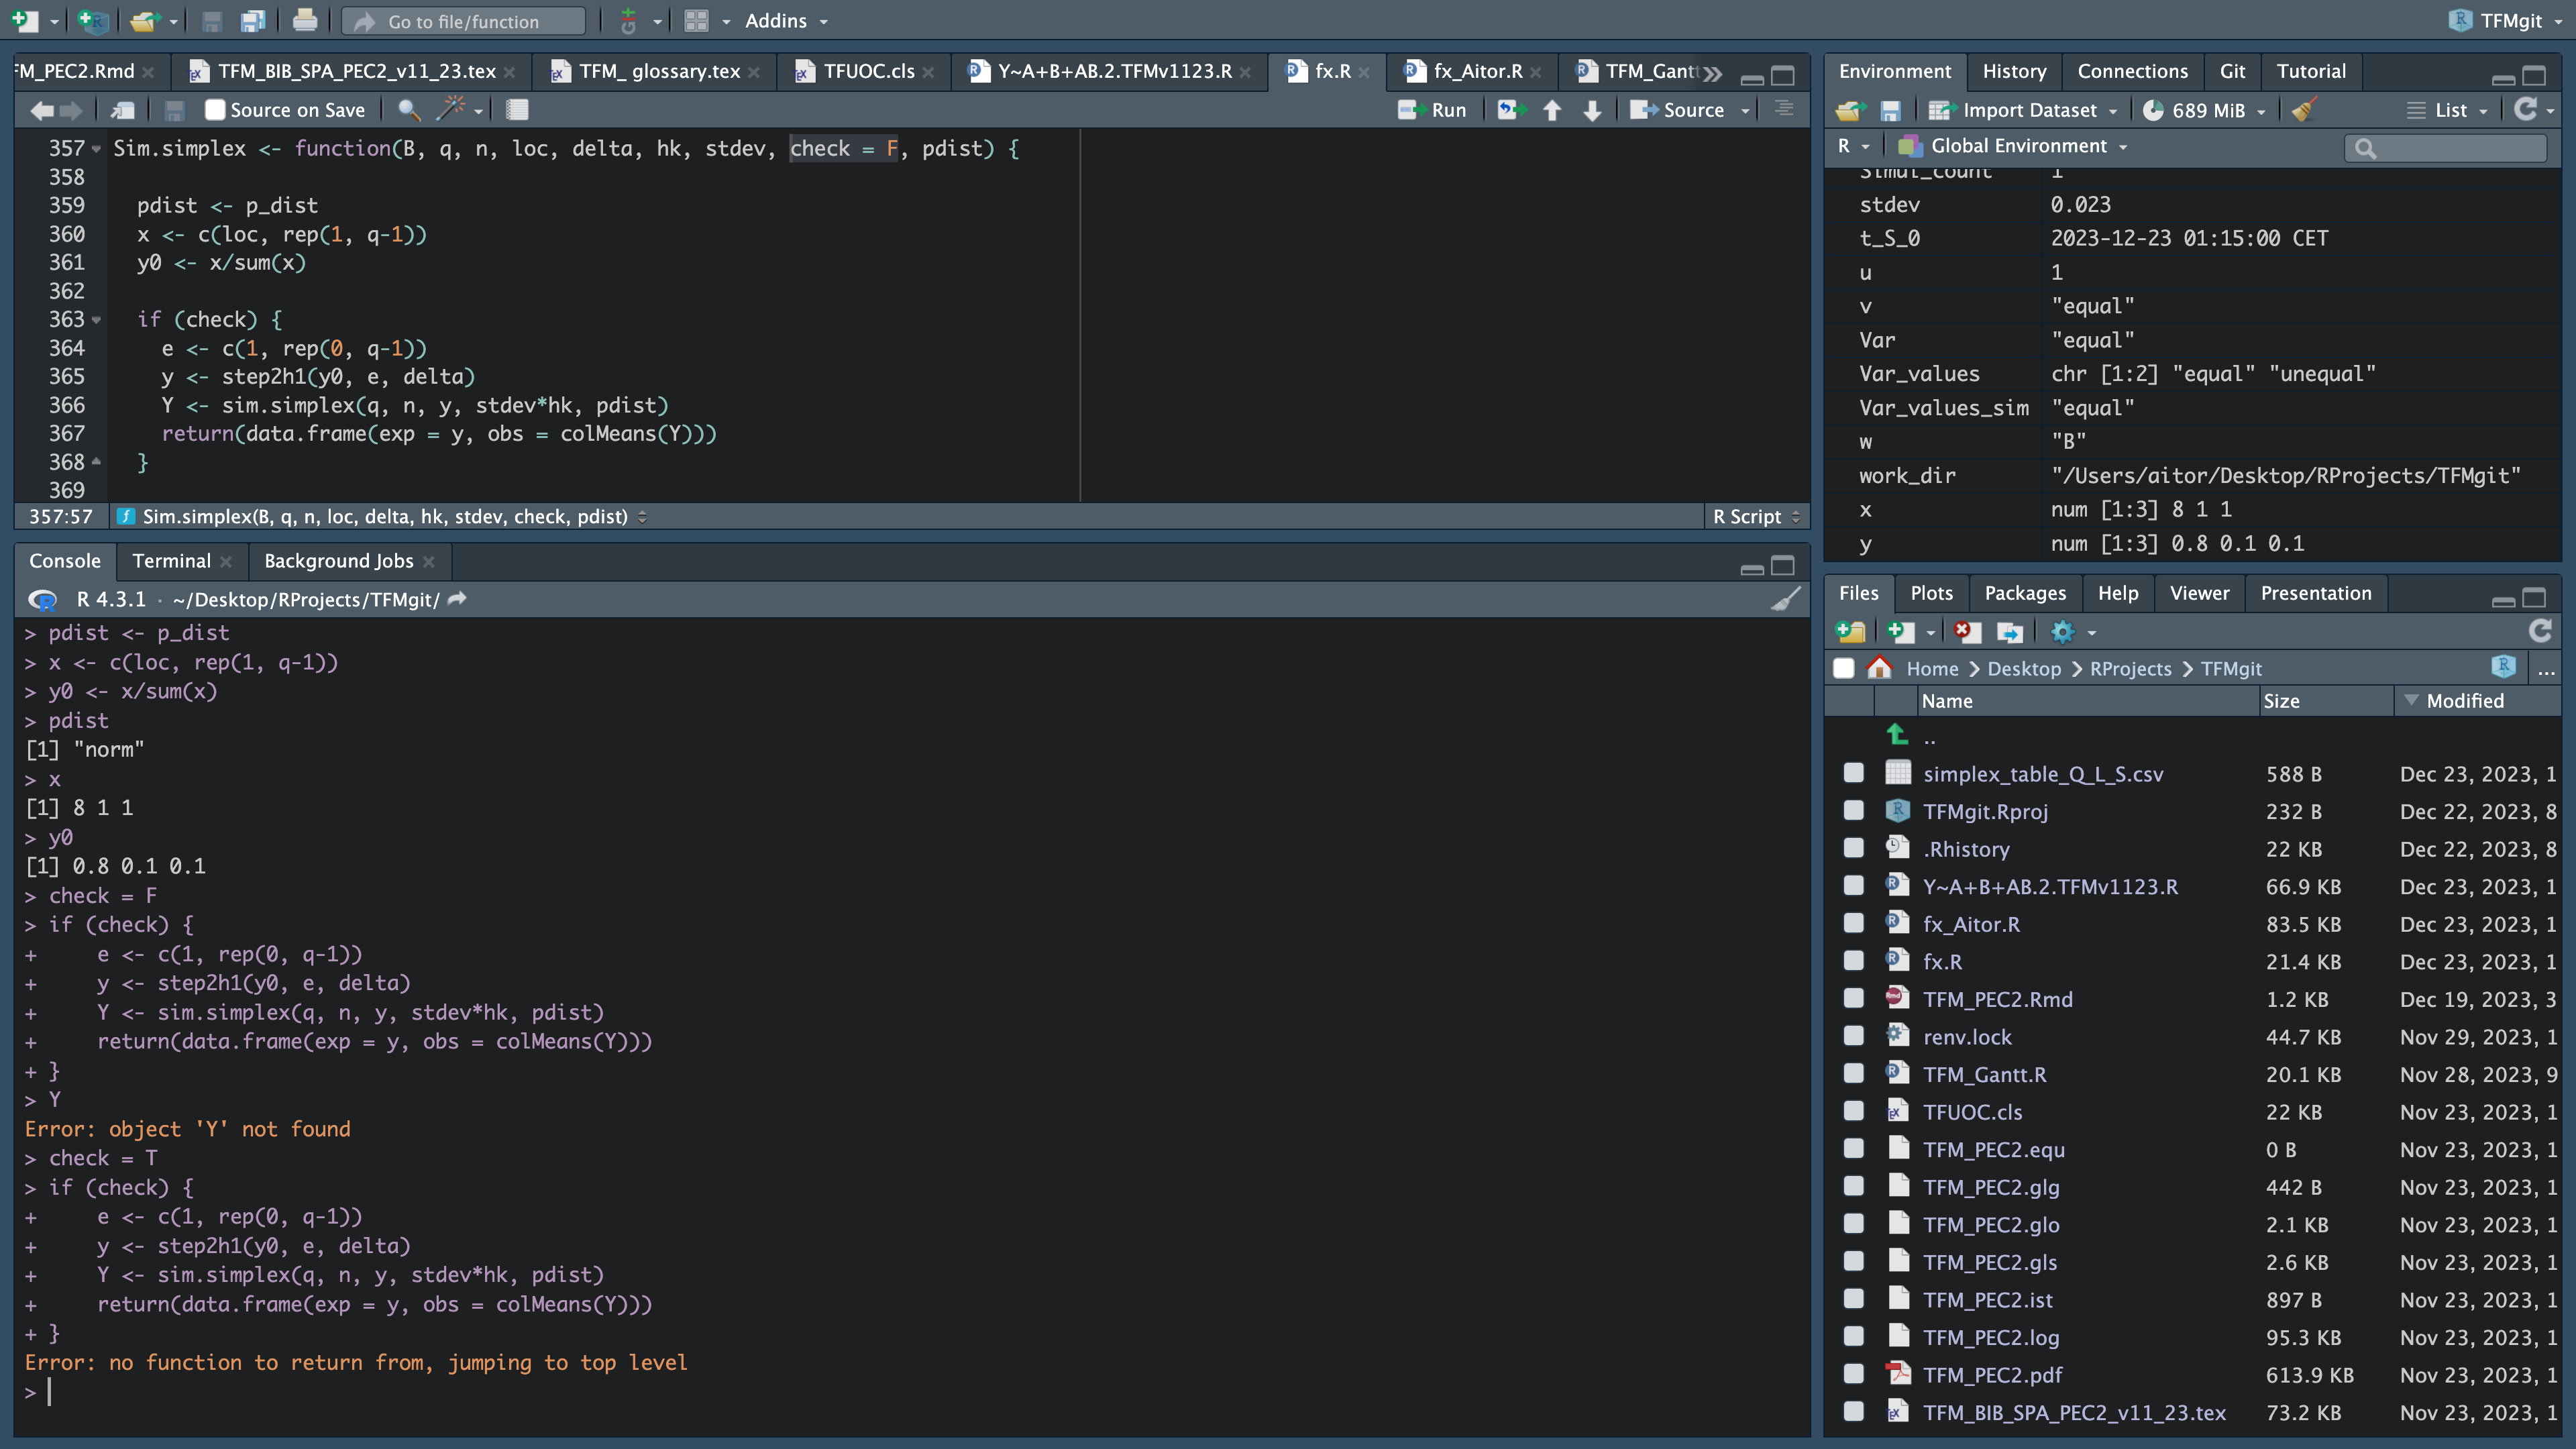 Go to file/function
Addins
TFMgit
FM_PEC2.Rmd
TFM_BIB_SPA_PEC2_v11_23.tex
TFM_ glossary.tex
TFUOC.cls
Y~A+B+AB.2.TFMv1123.R
fx.R
fx_Aitor.R
TFM_Gantt
Source on Save
Run
Source
357 Sim.simplex <- function(B, q, n, loc, delta, hk, stdev, check = F, pdist) {
358
359 pdist <- p_dist
360 x <- c(loc, rep(1, q-1))
361 y0 <- x/sum(x)
362
363 if (check) {
364 e <- c(1, rep(0, q-1))
365 y <- step2h1(y0, e, delta)
366 Y <- sim.simplex(q, n, y, stdev*hk, pdist)
367 return(data.frame(exp = y, obs = colMeans(Y)))
368 }
369
357:57 Sim.simplex(B, q, n, loc, delta, hk, stdev, check, pdist) R Script
Console Terminal Background Jobs
R 4.3.1 · ~/Desktop/RProjects/TFMgit/
> pdist <- p_dist
> x <- c(loc, rep(1, q-1))
> y0 <- x/sum(x)
> pdist
[1] "norm"
> x
[1] 8 1 1
> y0
[1] 0.8 0.1 0.1
> check = F
> if (check) {
+ e <- c(1, rep(0, q-1))
+ y <- step2h1(y0, e, delta)
+ Y <- sim.simplex(q, n, y, stdev*hk, pdist)
+ return(data.frame(exp = y, obs = colMeans(Y)))
+ }
> Y
Error: object 'Y' not found
> check = T
> if (check) {
+ e <- c(1, rep(0, q-1))
+ y <- step2h1(y0, e, delta)
+ Y <- sim.simplex(q, n, y, stdev*hk, pdist)
+ return(data.frame(exp = y, obs = colMeans(Y)))
+ }
Error: no function to return from, jumping to top level
>
Environment History Connections Git Tutorial
Import Dataset 689 MiB List
R Global Environment
Simul_count 1
stdev 0.023
t_S_0 2023-12-23 01:15:00 CET
u 1
v "equal"
Var "equal"
Var_values chr [1:2] "equal" "unequal"
Var_values_sim "equal"
w "B"
work_dir "/Users/aitor/Desktop/RProjects/TFMgit"
x num [1:3] 8 1 1
y num [1:3] 0.8 0.1 0.1
Files Plots Packages Help Viewer Presentation
Home Desktop RProjects TFMgit ...
Name Size Modified
..
simplex_table_Q_L_S.csv 588 B Dec 23, 2023, 1
TFMgit.Rproj 232 B Dec 22, 2023, 8
.Rhistory 22 KB Dec 22, 2023, 8
Y~A+B+AB.2.TFMv1123.R 66.9 KB Dec 23, 2023, 1
fx_Aitor.R 83.5 KB Dec 23, 2023, 1
fx.R 21.4 KB Dec 23, 2023, 1
TFM_PEC2.Rmd 1.2 KB Dec 19, 2023, 3
renv.lock 44.7 KB Nov 29, 2023, 1
TFM_Gantt.R 20.1 KB Nov 28, 2023, 9
TFUOC.cls 22 KB Nov 23, 2023, 1
TFM_PEC2.equ 0 B Nov 23, 2023, 1
TFM_PEC2.glg 442 B Nov 23, 2023, 1
TFM_PEC2.glo 2.1 KB Nov 23, 2023, 1
TFM_PEC2.gls 2.6 KB Nov 23, 2023, 1
TFM_PEC2.ist 897 B Nov 23, 2023, 1
TFM_PEC2.log 95.3 KB Nov 23, 2023, 1
TFM_PEC2.pdf 613.9 KB Nov 23, 2023, 1
TFM_BIB_SPA_PEC2_v11_23.tex 73.2 KB Nov 23, 2023, 1